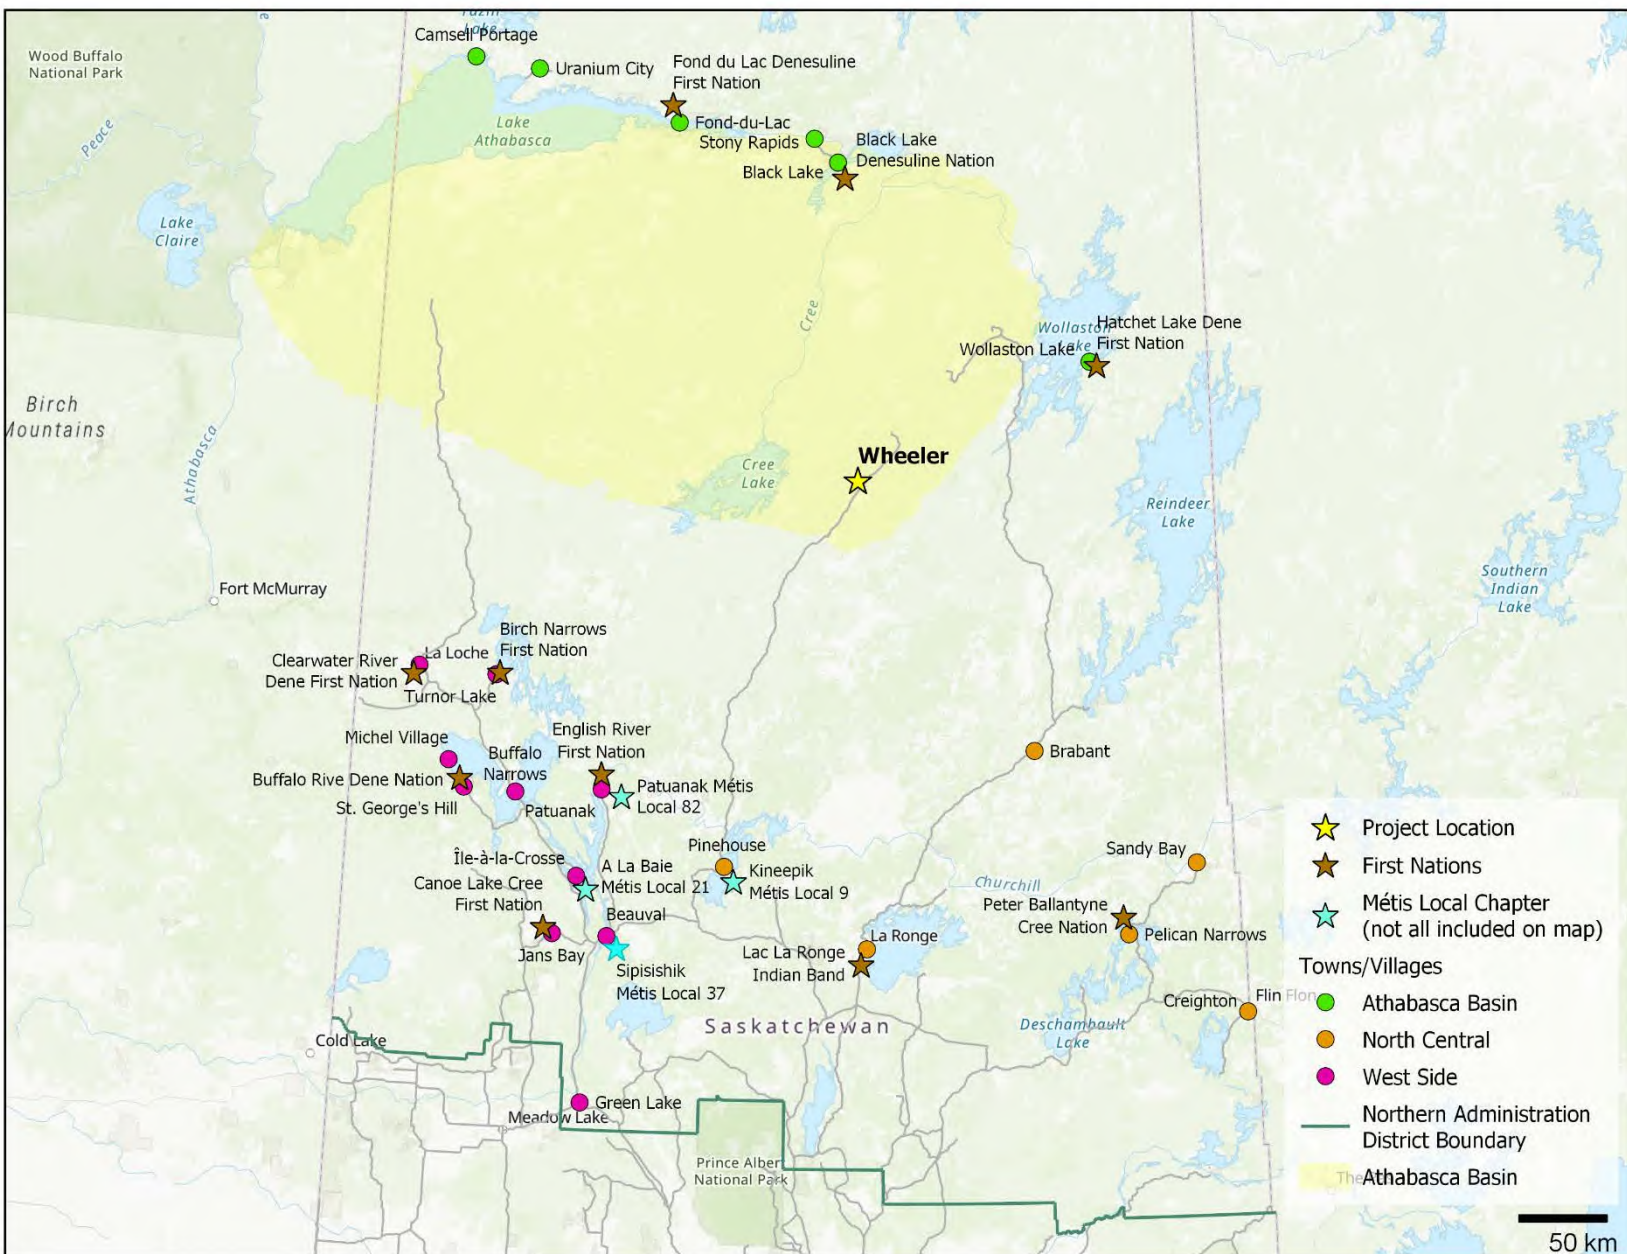 Tazin
Lake
Camsell Portage
Wood Buffalo
National Park
Uranium City
Fond du Lac Denesuline
First Nation
Lake
Athabasca
Fond-du-Lac
Stony Rapids
Black Lake
Denesuline Nation
Black Lake
Peace
Lake
Claire
Cree
Wollaston
Lake
Hatchet Lake Dene
First Nation
Wollaston Lake
Birch
Mountains
Athabasca
Wheeler
Cree
Lake
Reindeer
Lake
Southern
Indian
Lake
Fort McMurray
Birch Narrows
First Nation
La Loche
Clearwater River
Dene First Nation
Turnor Lake
English River
First Nation
Michel Village
Buffalo
Narrows
Buffalo Rive Dene Nation
St. George's Hill
Patuanak
Patuanak Métis
Local 82
Brabant
Pinehouse
Kineepik
Métis Local 9
Île-à-la-Crosse
A La Baie
Métis Local 21
Canoe Lake Cree
First Nation
Beauval
Jans Bay
Sipisishik
Métis Local 37
Sandy Bay
Churchill
Peter Ballantyne
Cree Nation
Pelican Narrows
La Ronge
Lac La Ronge
Indian Band
Creighton
Flin Flon
Deschambault
Lake
Saskatchewan
Cold Lake
Green Lake
Meadow Lake
Prince Albert
National Park
Project Location
First Nations
Métis Local Chapter
(not all included on map)
Towns/Villages
Athabasca Basin
North Central
West Side
Northern Administration
District Boundary
Athabasca Basin
50 km